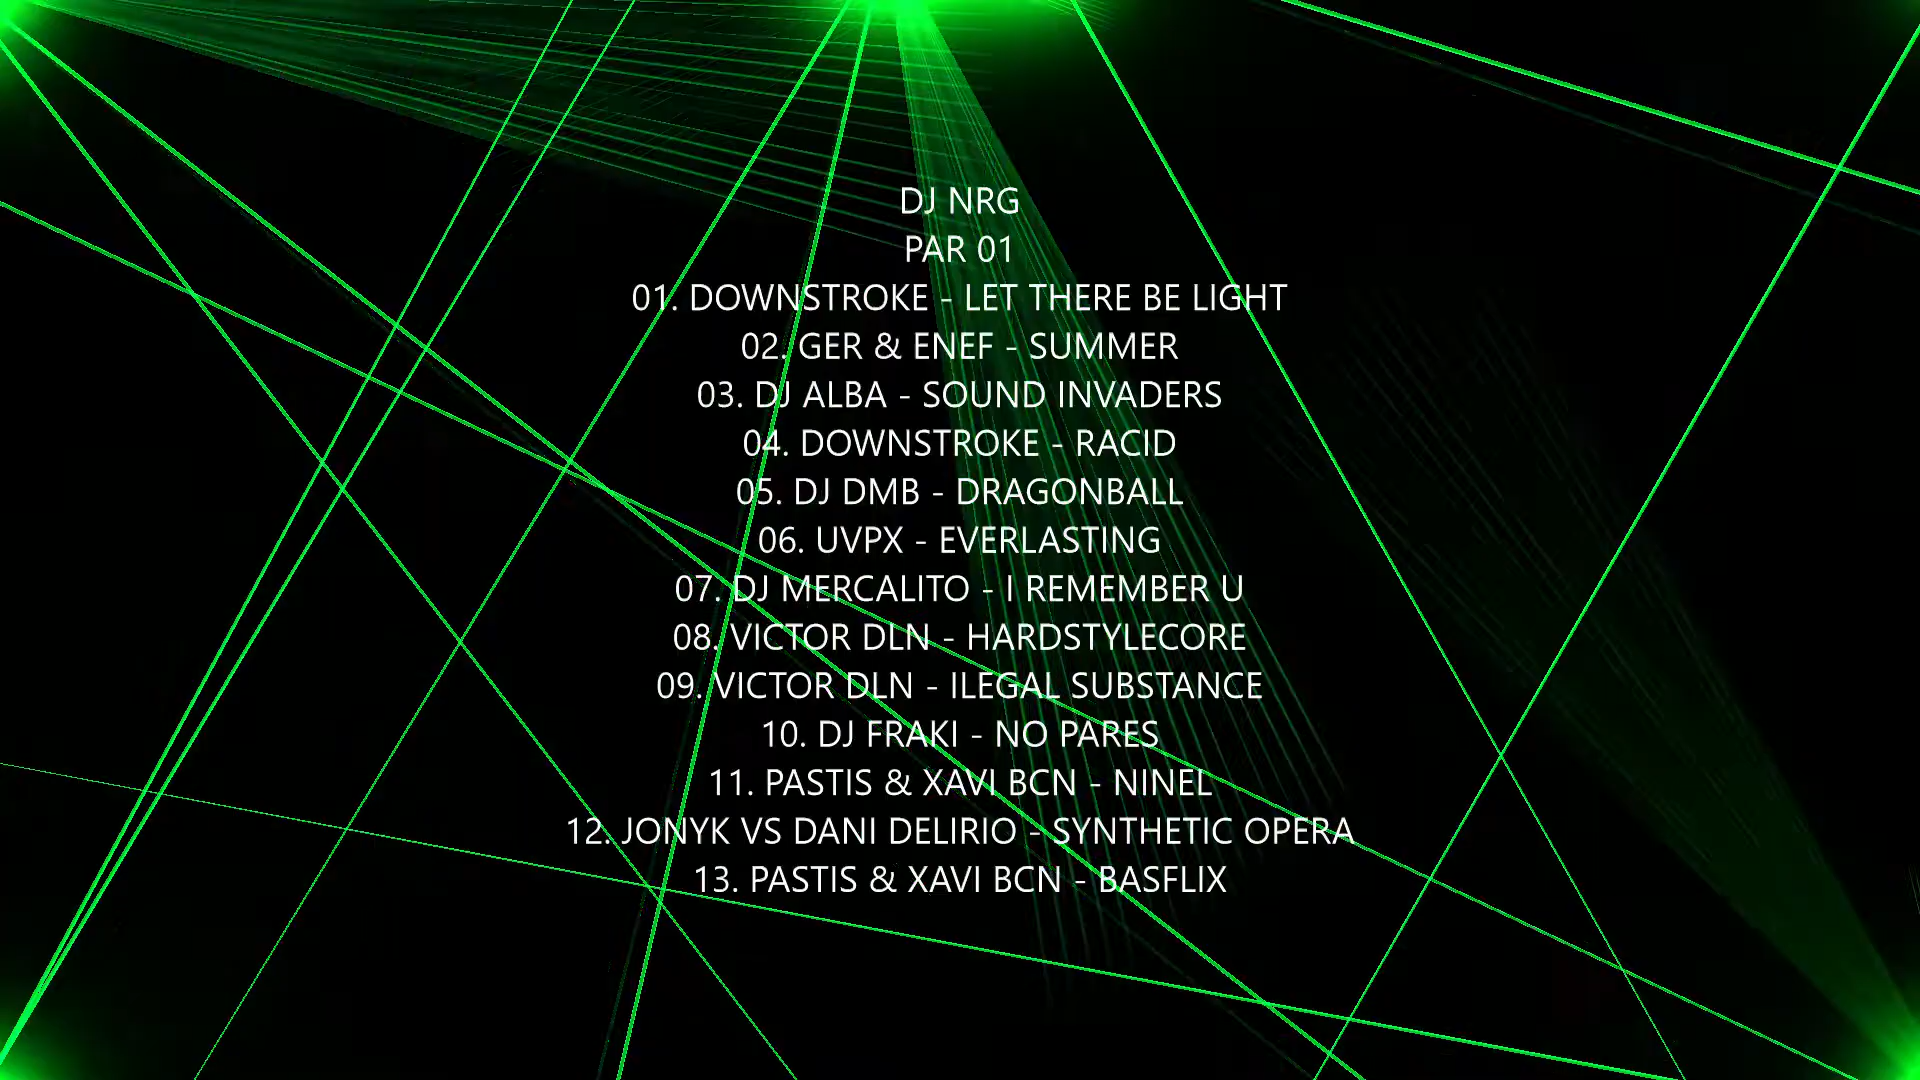 DJ NRG
PAR 01
01. DOWNSTROKE - LET THERE BE LIGHT
02. GER & ENEF - SUMMER
03. DJ ALBA - SOUND INVADERS
04. DOWNSTROKE - RACID
05. DJ DMB - DRAGONBALL
06. UVPX - EVERLASTING
07. DJ MERCALITO - I REMEMBER U
08. VICTOR DLN - HARDSTYLECORE
09. VICTOR DLN - ILEGAL SUBSTANCE
10. DJ FRAKI - NO PARES
11. PASTIS & XAVI BCN - NINEL
12. JONYK VS DANI DELIRIO - SYNTHETIC OPERA
13. PASTIS & XAVI BCN - BASFLIX